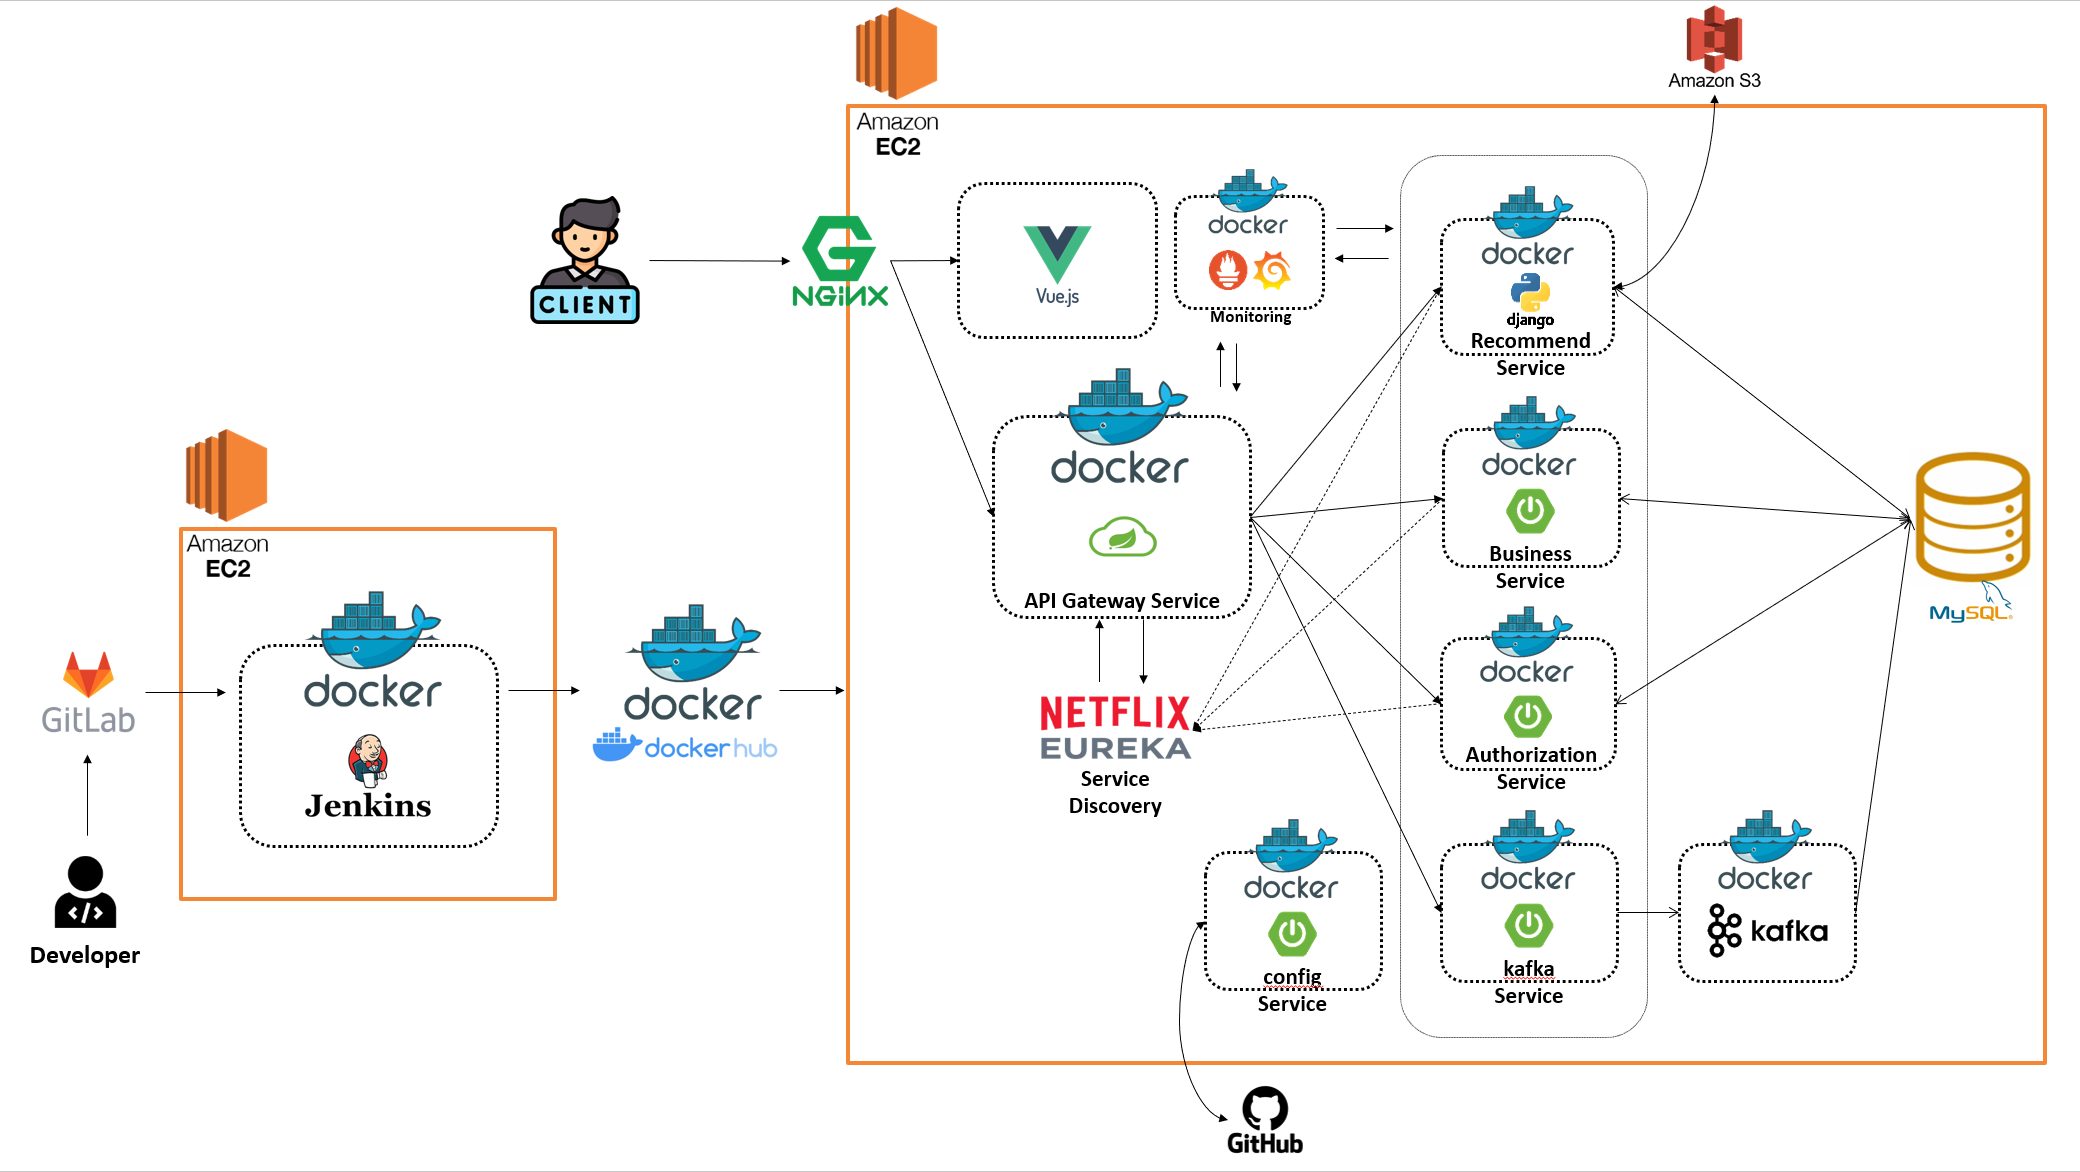 Amazon S3
Amazon
EC2
docker
Monitoring
Vue.js
CLIENT
NGiNX
docker
django
Recommend
Service
docker
API Gateway Service
docker
Business
Service
MySQL
Amazon
EC2
docker
Jenkins
GitLab
Developer
docker
dockerhub
NETFLIX
EUREKA
Service
Discovery
docker
Authorization
Service
docker
config
Service
docker
kafka
Service
docker
kafka
GitHub